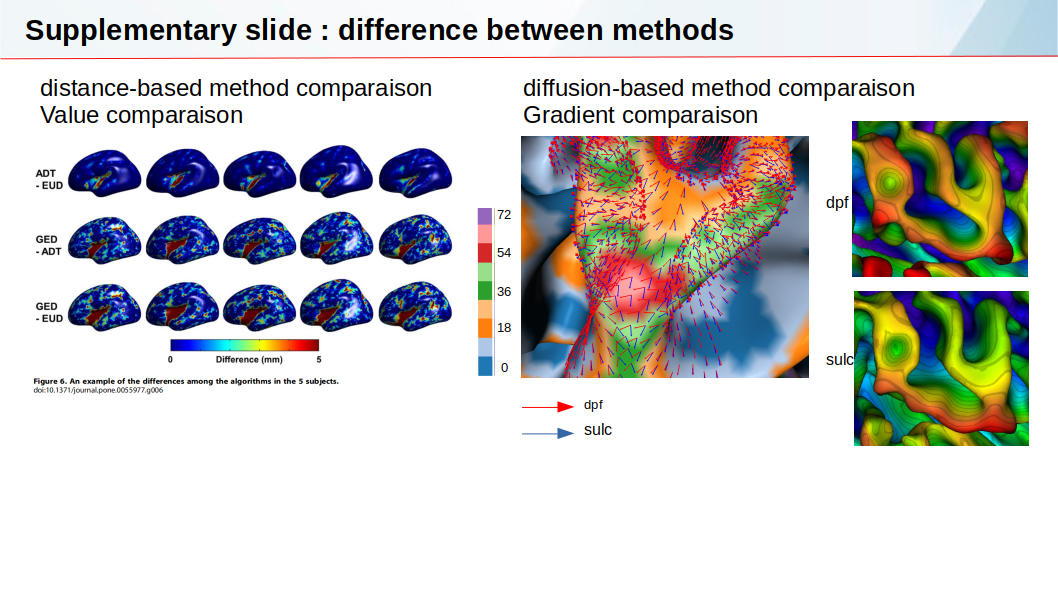 Supplementary slide : difference between methods
distance-based method comparaison
Value comparaison
ADT
- EUD
GED
- ADT
GED
- EUD
0
Difference (mm)
5
Figure 6. An example of the differences among the algorithms in the 5 subjects.
doi:10.1371/journal.pone.0055977.g006
diffusion-based method comparaison
Gradient comparaison
72
54
36
18
0
dpf
sulc
dpf
sulc